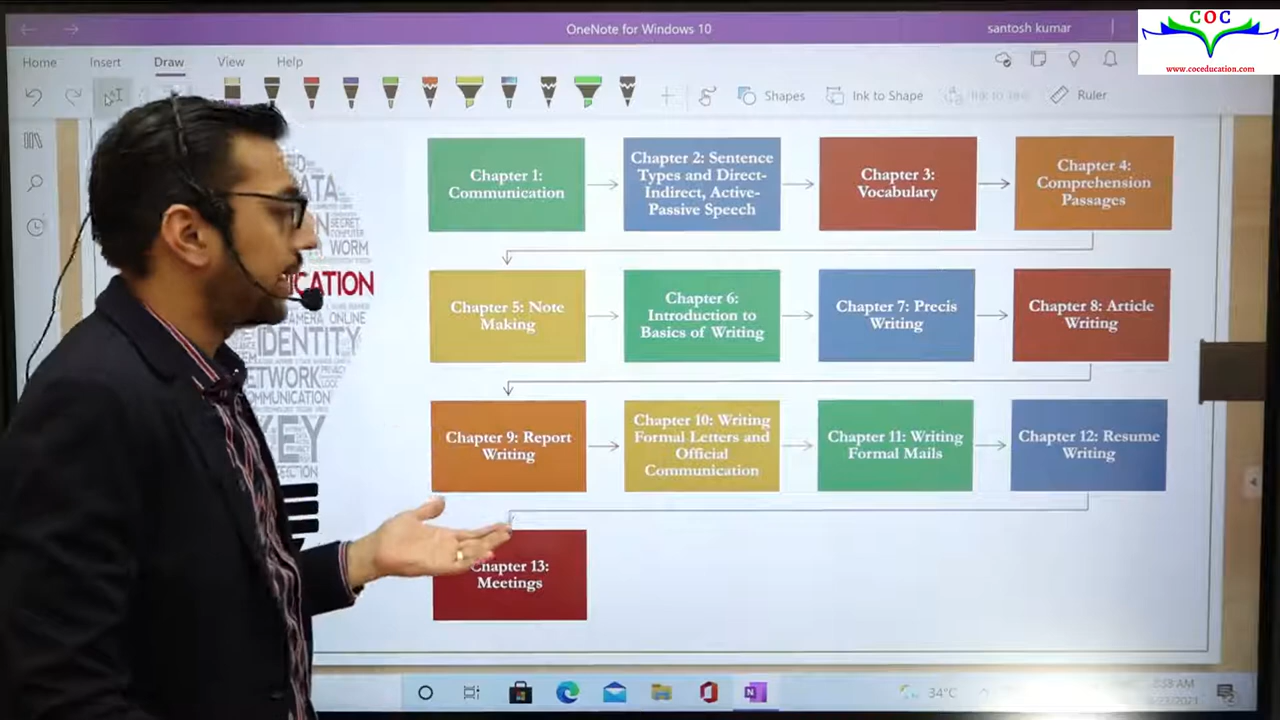 OneNote for Windows 10
santosh kumar
COC
www.coceducation.com
Home Insert Draw View Help
Shapes Ink to Shape Ruler
Chapter 1:
Communication
Chapter 2: Sentence
Types and Direct-
Indirect, Active-
Passive Speech
Chapter 3:
Vocabulary
Chapter 4:
Comprehension
Passages
Chapter 5: Note
Making
Chapter 6:
Introduction to
Basics of Writing
Chapter 7: Precis
Writing
Chapter 8: Article
Writing
Chapter 9: Report
Writing
Chapter 10: Writing
Formal Letters and
Official
Communication
Chapter 11: Writing
Formal Mails
Chapter 12: Resume
Writing
Chapter 13:
Meetings
SECRET
COMPUTER
WORM
CAMERA ONLINE
IDENTITY
COMMUNICATION
KEY
34°C